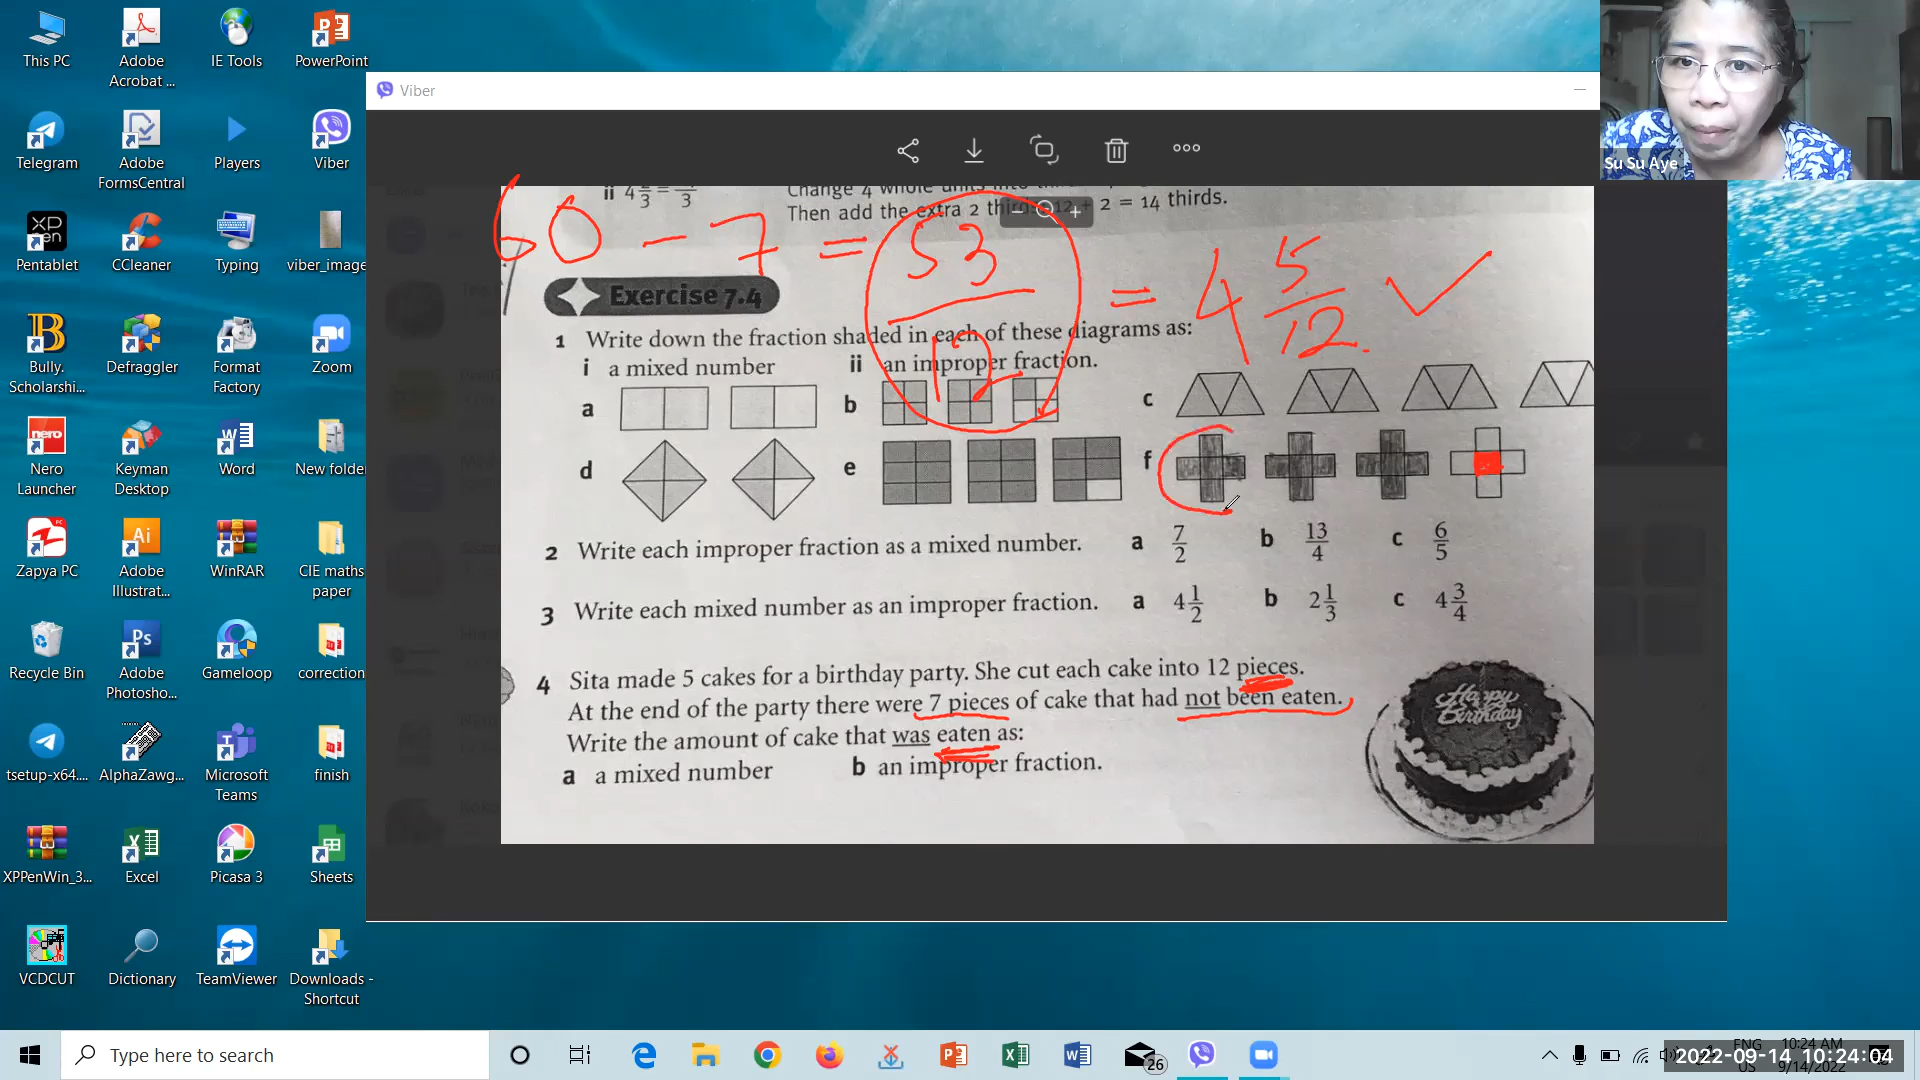 This PC
Adobe Acrobat ...
IE Tools
PowerPoint
Telegram
Adobe FormsCentral
Players
Viber
Pentablet
CCleaner
Typing
viber_image
Bully. Scholarshi...
Defraggler
Format Factory
Zoom
Nero Launcher
Keyman Desktop
Word
New folder
Zapya PC
Adobe Illustrat...
WinRAR
CIE maths paper
Recycle Bin
Adobe Photosho...
Gameloop
correction
tsetup-x64....
AlphaZawg...
Microsoft Teams
finish
XPPenWin_3...
Excel
Picasa 3
Sheets
VCDCUT
Dictionary
TeamViewer
Downloads - Shortcut
Viber
Su Su Aye
Then add the extra 2 2 = 14 thirds.
60 - 7 = 53/12 = 4 5/12 ✓
Exercise 7.4
1 Write down the fraction shaded in each of these diagrams as:
i a mixed number ii an improper fraction.
a b c
d e f
2 Write each improper fraction as a mixed number. a 7/2 b 13/4 c 6/5
3 Write each mixed number as an improper fraction. a 4 1/2 b 2 1/3 c 4 3/4
4 Sita made 5 cakes for a birthday party. She cut each cake into 12 pieces.
At the end of the party there were 7 pieces of cake that had not been eaten.
Write the amount of cake that was eaten as:
a a mixed number b an improper fraction.
Happy
Birthday
Type here to search
26
ENG
US
10:24 AM
9/14/2022
2022-09-14 10:24:04